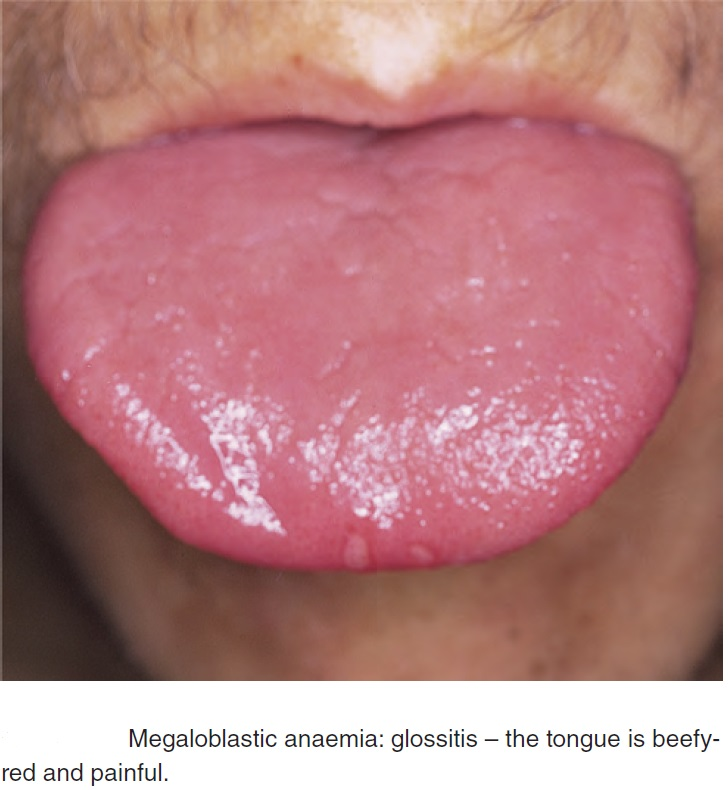 Megaloblastic anaemia: glossitis – the tongue is beefy-
red and painful.